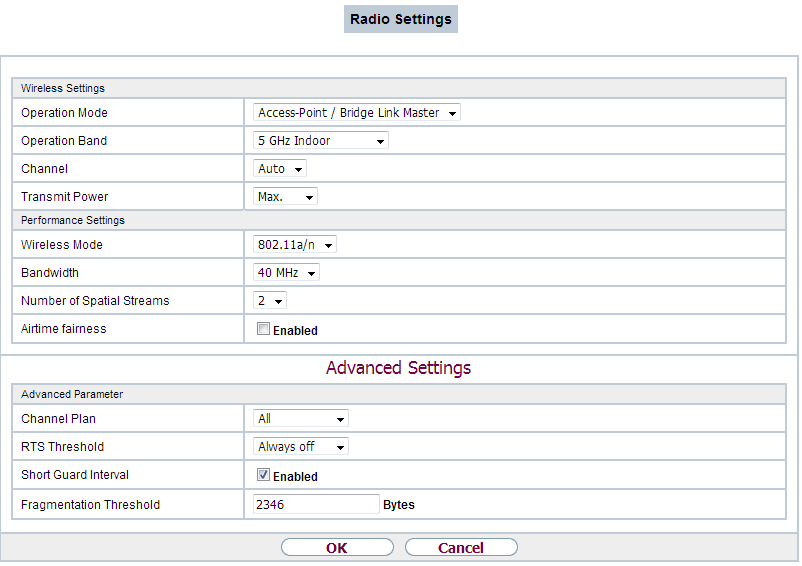 Radio Settings
Wireless Settings
Operation Mode Access-Point / Bridge Link Master
Operation Band 5 GHz Indoor
Channel Auto
Transmit Power Max.
Performance Settings
Wireless Mode 802.11a/n
Bandwidth 40 MHz
Number of Spatial Streams 2
Airtime fairness Enabled
Advanced Settings
Advanced Parameter
Channel Plan All
RTS Threshold Always off
Short Guard Interval Enabled
Fragmentation Threshold 2346 Bytes
OK Cancel